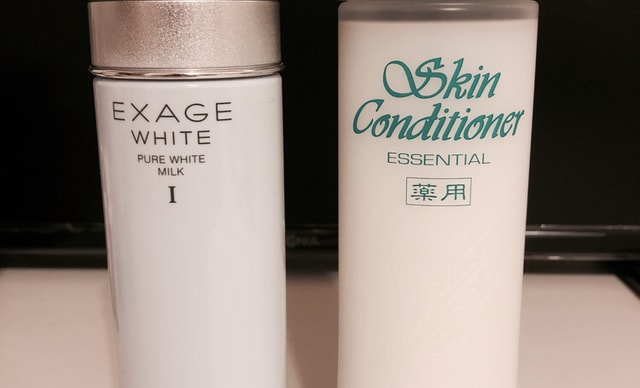 EXAGE
WHITE
PURE WHITE
MILK
I
Skin
Conditioner
ESSENTIAL
薬用